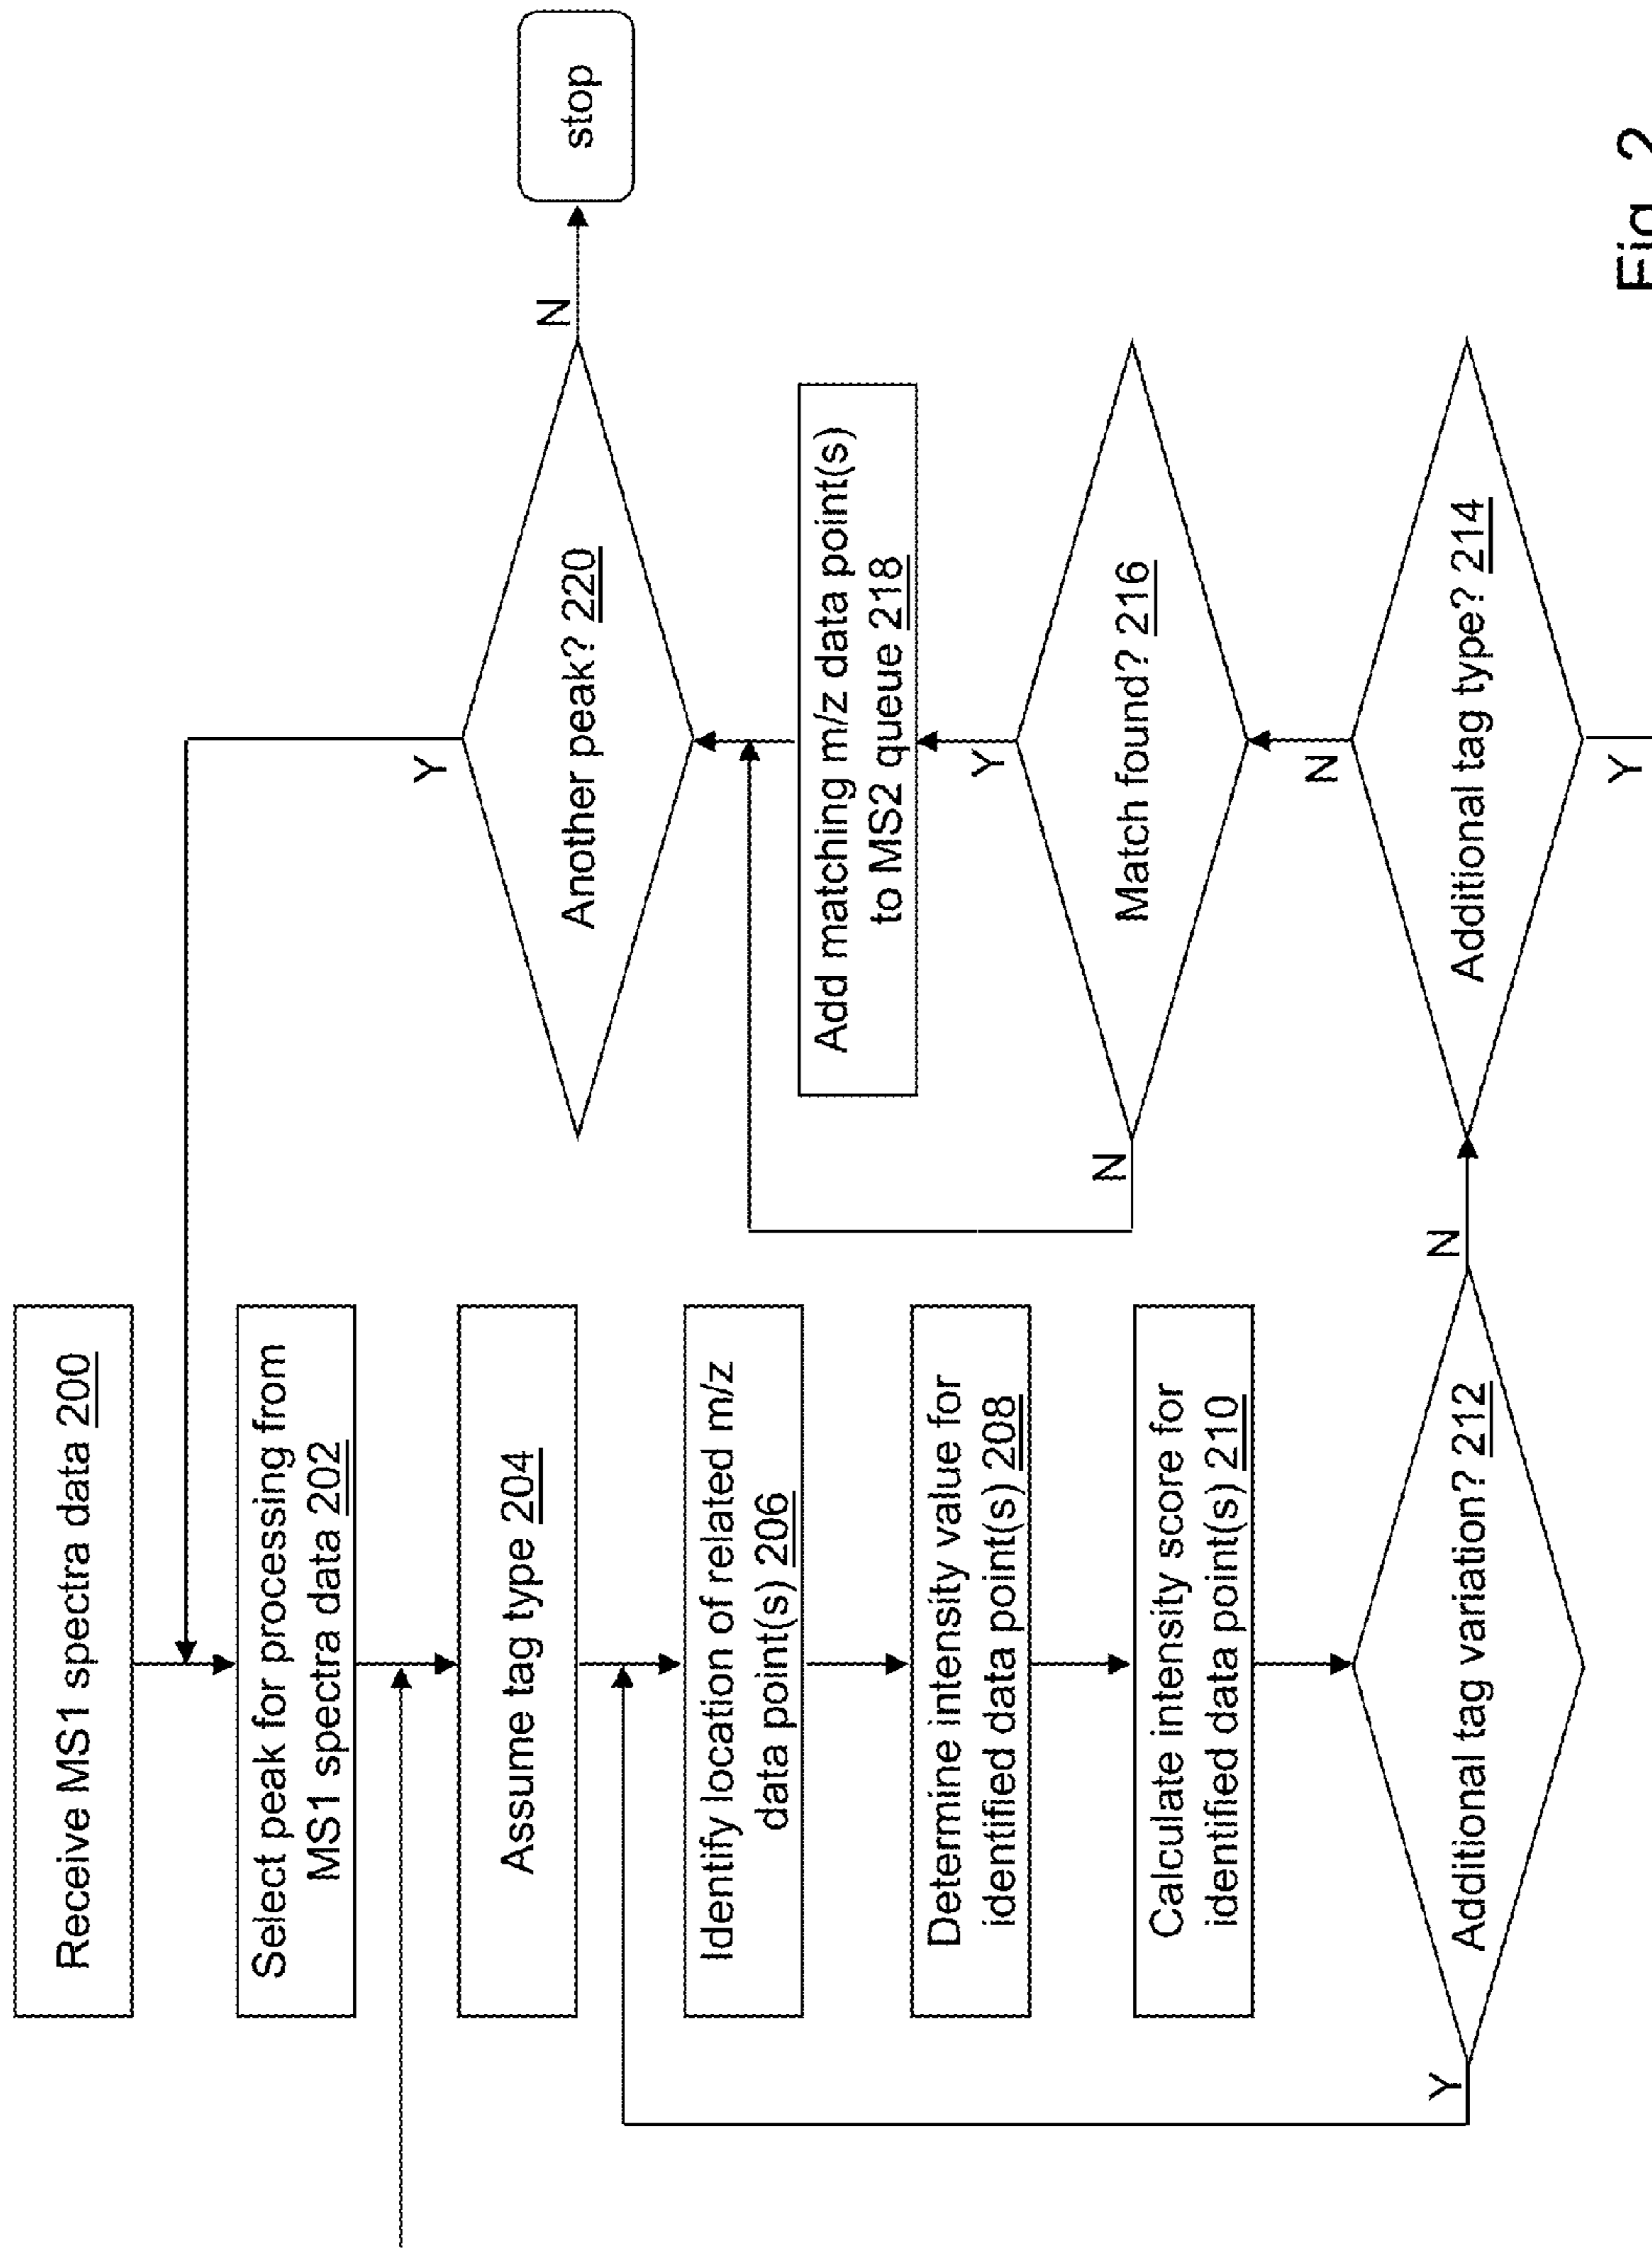 Receive MS1 spectra data 200
Select peak for processing from
MS1 spectra data 202
Assume tag type 204
Identify location of related m/z
data point(s) 206
Determine intensity value for
identified data point(s) 208
Calculate intensity score for
identified data point(s) 210
Additional tag variation? 212
Y
N
Additional tag type? 214
Y
N
Match found? 216
N
Y
Add matching m/z data point(s)
to MS2 queue 218
Another peak? 220
Y
N
stop
Fig. 2